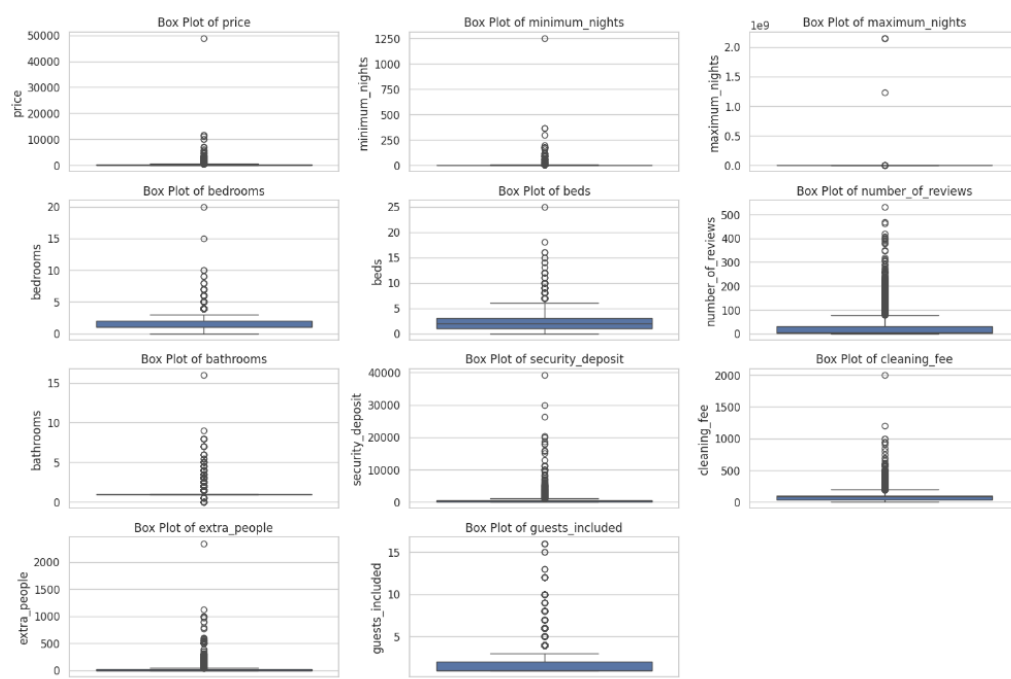 Box Plot of price
price
50000
40000
30000
20000
10000
0
Box Plot of minimum_nights
minimum_nights
1250
1000
750
500
250
0
Box Plot of maximum_nights
1e9
maximum_nights
2.0
1.5
1.0
0.5
0.0
Box Plot of bedrooms
bedrooms
20
15
10
5
0
Box Plot of beds
beds
25
20
15
10
5
0
Box Plot of number_of_reviews
number_of_reviews
500
400
300
200
100
0
Box Plot of bathrooms
bathrooms
15
10
5
0
Box Plot of security_deposit
security_deposit
40000
30000
20000
10000
0
Box Plot of cleaning_fee
cleaning_fee
2000
1500
1000
500
0
Box Plot of extra_people
extra_people
2000
1500
1000
500
0
Box Plot of guests_included
guests_included
15
10
5